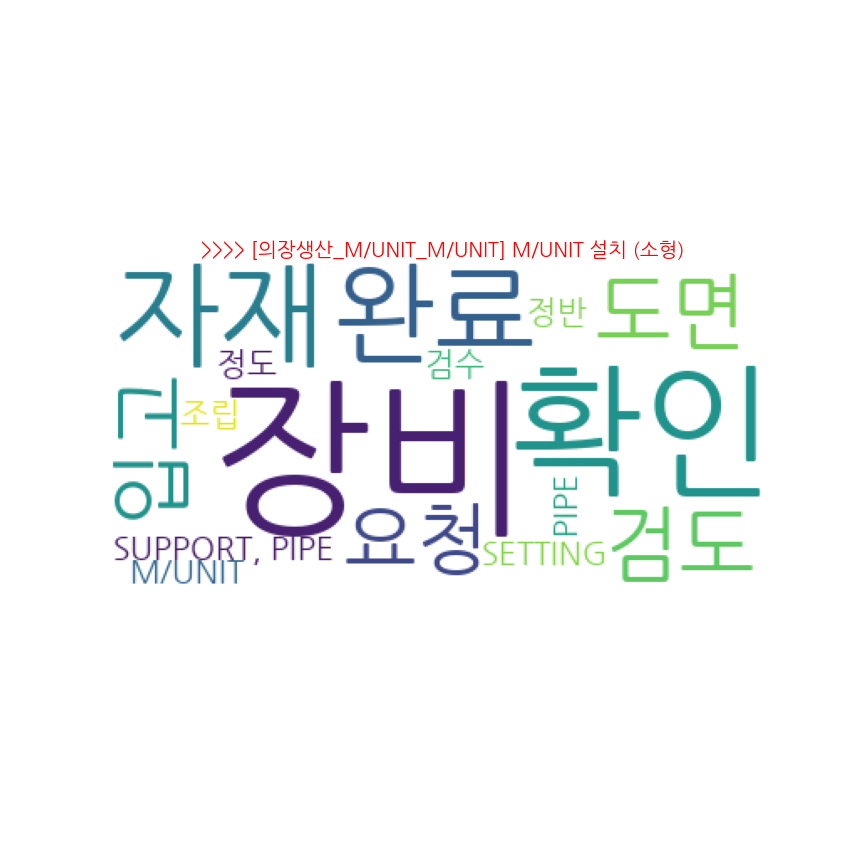 >>>> [의장생산_M/UNIT_M/UNIT] M/UNIT 설치 (소형)
자재
완료
정반
도면
정도
검수
입고
조립
장비
확인
PIPE
SUPPORT, PIPE
요청
SETTING
검도
M/UNIT